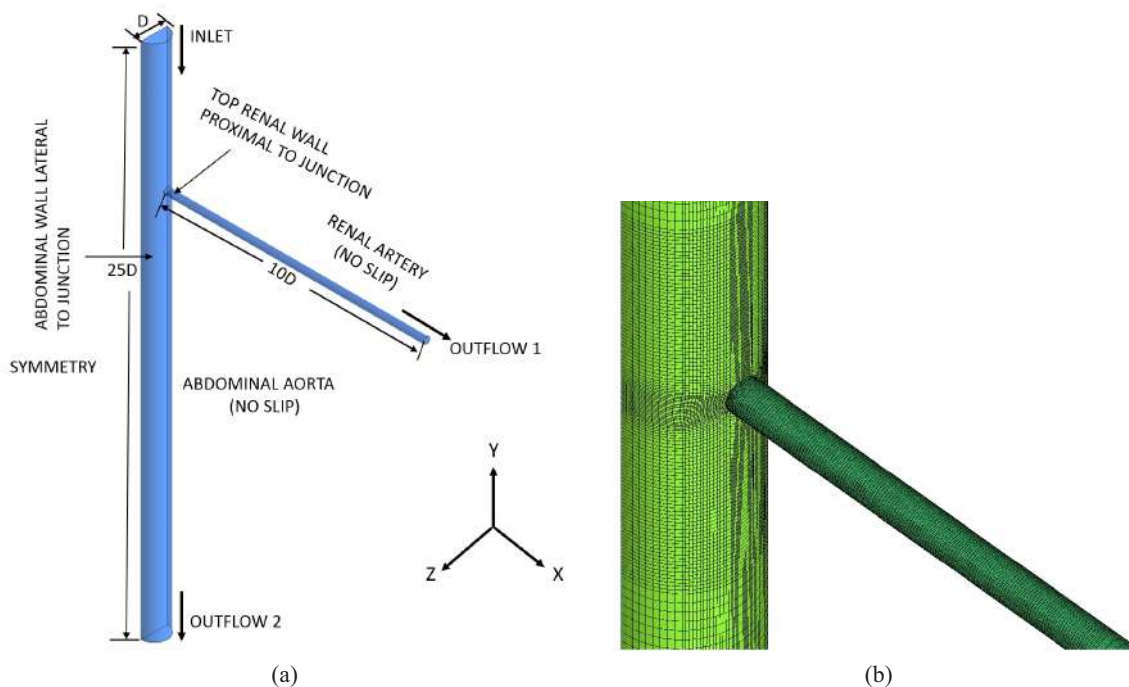 D
INLET
TOP RENAL WALL
PROXIMAL TO JUNCTION
ABDOMINAL WALL LATERAL
TO JUNCTION
25D
10D
RENAL ARTERY
(NO SLIP)
OUTFLOW 1
SYMMETRY
ABDOMINAL AORTA
(NO SLIP)
Y
Z
X
OUTFLOW 2
(a)
(b)